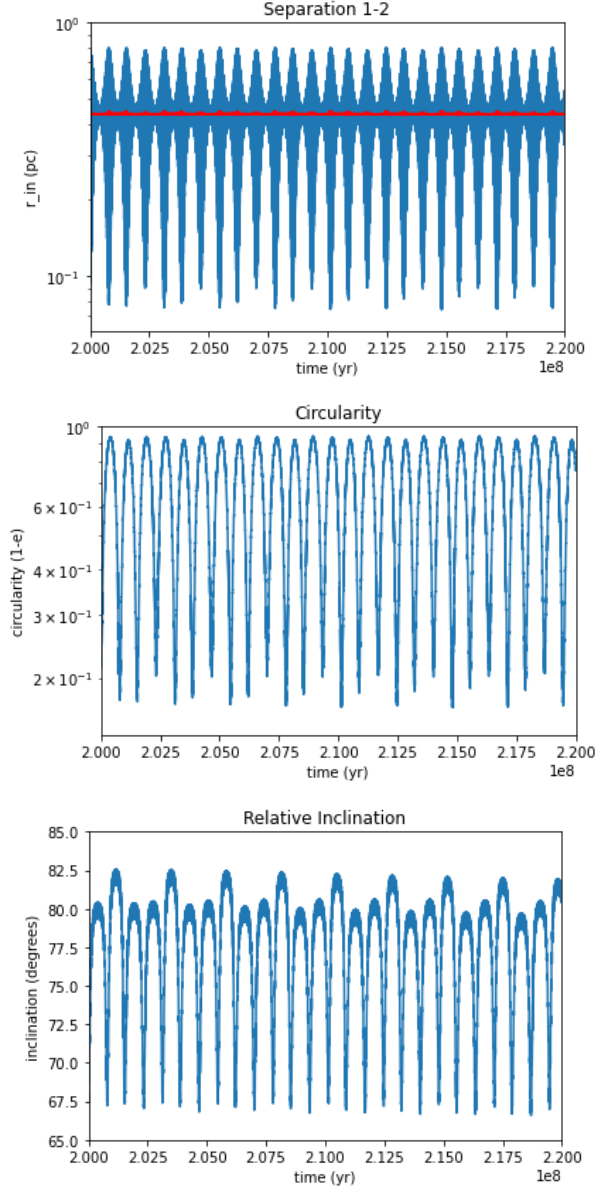 Separation 1-2
10⁰
r_in (pc)
10⁻¹
2.000 2.025 2.050 2.075 2.100 2.125 2.150 2.175 2.200
time (yr)
1e8
Circularity
10⁰
6 × 10⁻¹
circularity (1-e)
4 × 10⁻¹
3 × 10⁻¹
2 × 10⁻¹
2.000 2.025 2.050 2.075 2.100 2.125 2.150 2.175 2.200
time (yr)
1e8
Relative Inclination
85.0
82.5
80.0
77.5
inclination (degrees)
75.0
72.5
70.0
67.5
65.0
2.000 2.025 2.050 2.075 2.100 2.125 2.150 2.175 2.200
time (yr)
1e8